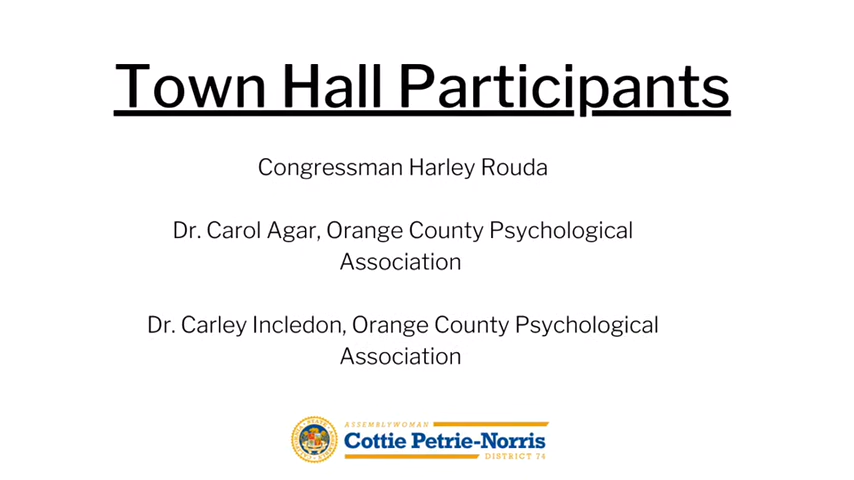 Town Hall Participants
Congressman Harley Rouda
Dr. Carol Agar, Orange County Psychological
Association
Dr. Carley Incledon, Orange County Psychological
Association
ASSEMBLYWOMAN
Cottie Petrie-Norris
DISTRICT 74